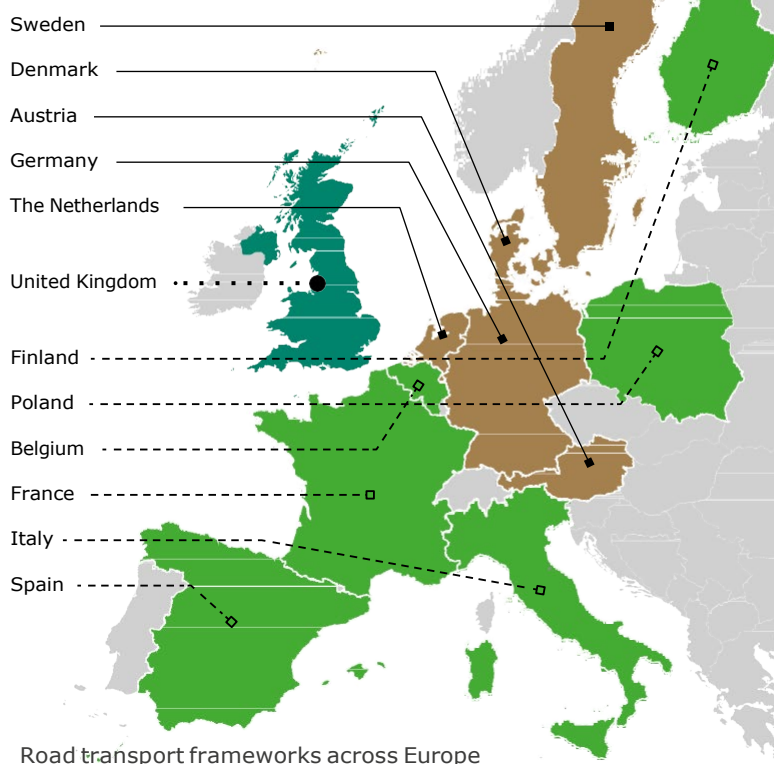 Sweden
Denmark
Austria
Germany
The Netherlands
United Kingdom
Finland
Poland
Belgium
France
Italy
Spain
Road transport frameworks across Europe